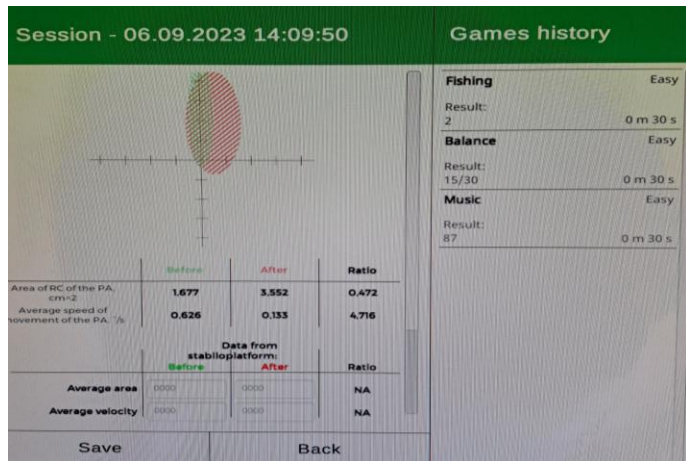 Session - 06.09.2023 14:09:50
Games history
Fishing Easy
Result:
2 0 m 30 s
Balance Easy
Result:
15/30 0 m 30 s
Music Easy
Result:
87 0 m 30 s
Before After Ratio
Area of RC of the PA,
cm^2 1,677 3,552 0,472
Average speed of
movement of the PA, °/s 0,626 0,133 4,716
Data from
stabiloplatform:
Before After Ratio
Average area 0000 0000 NA
Average velocity 0000 0000 NA
Save Back